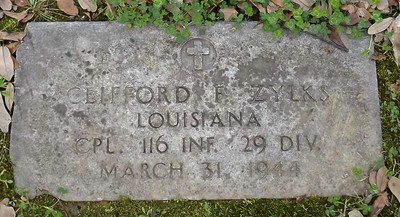 CLIFFORD F ZYLKS
LOUISIANA
CPL. 116 INF. 29 DIV.
MARCH 31, 1944